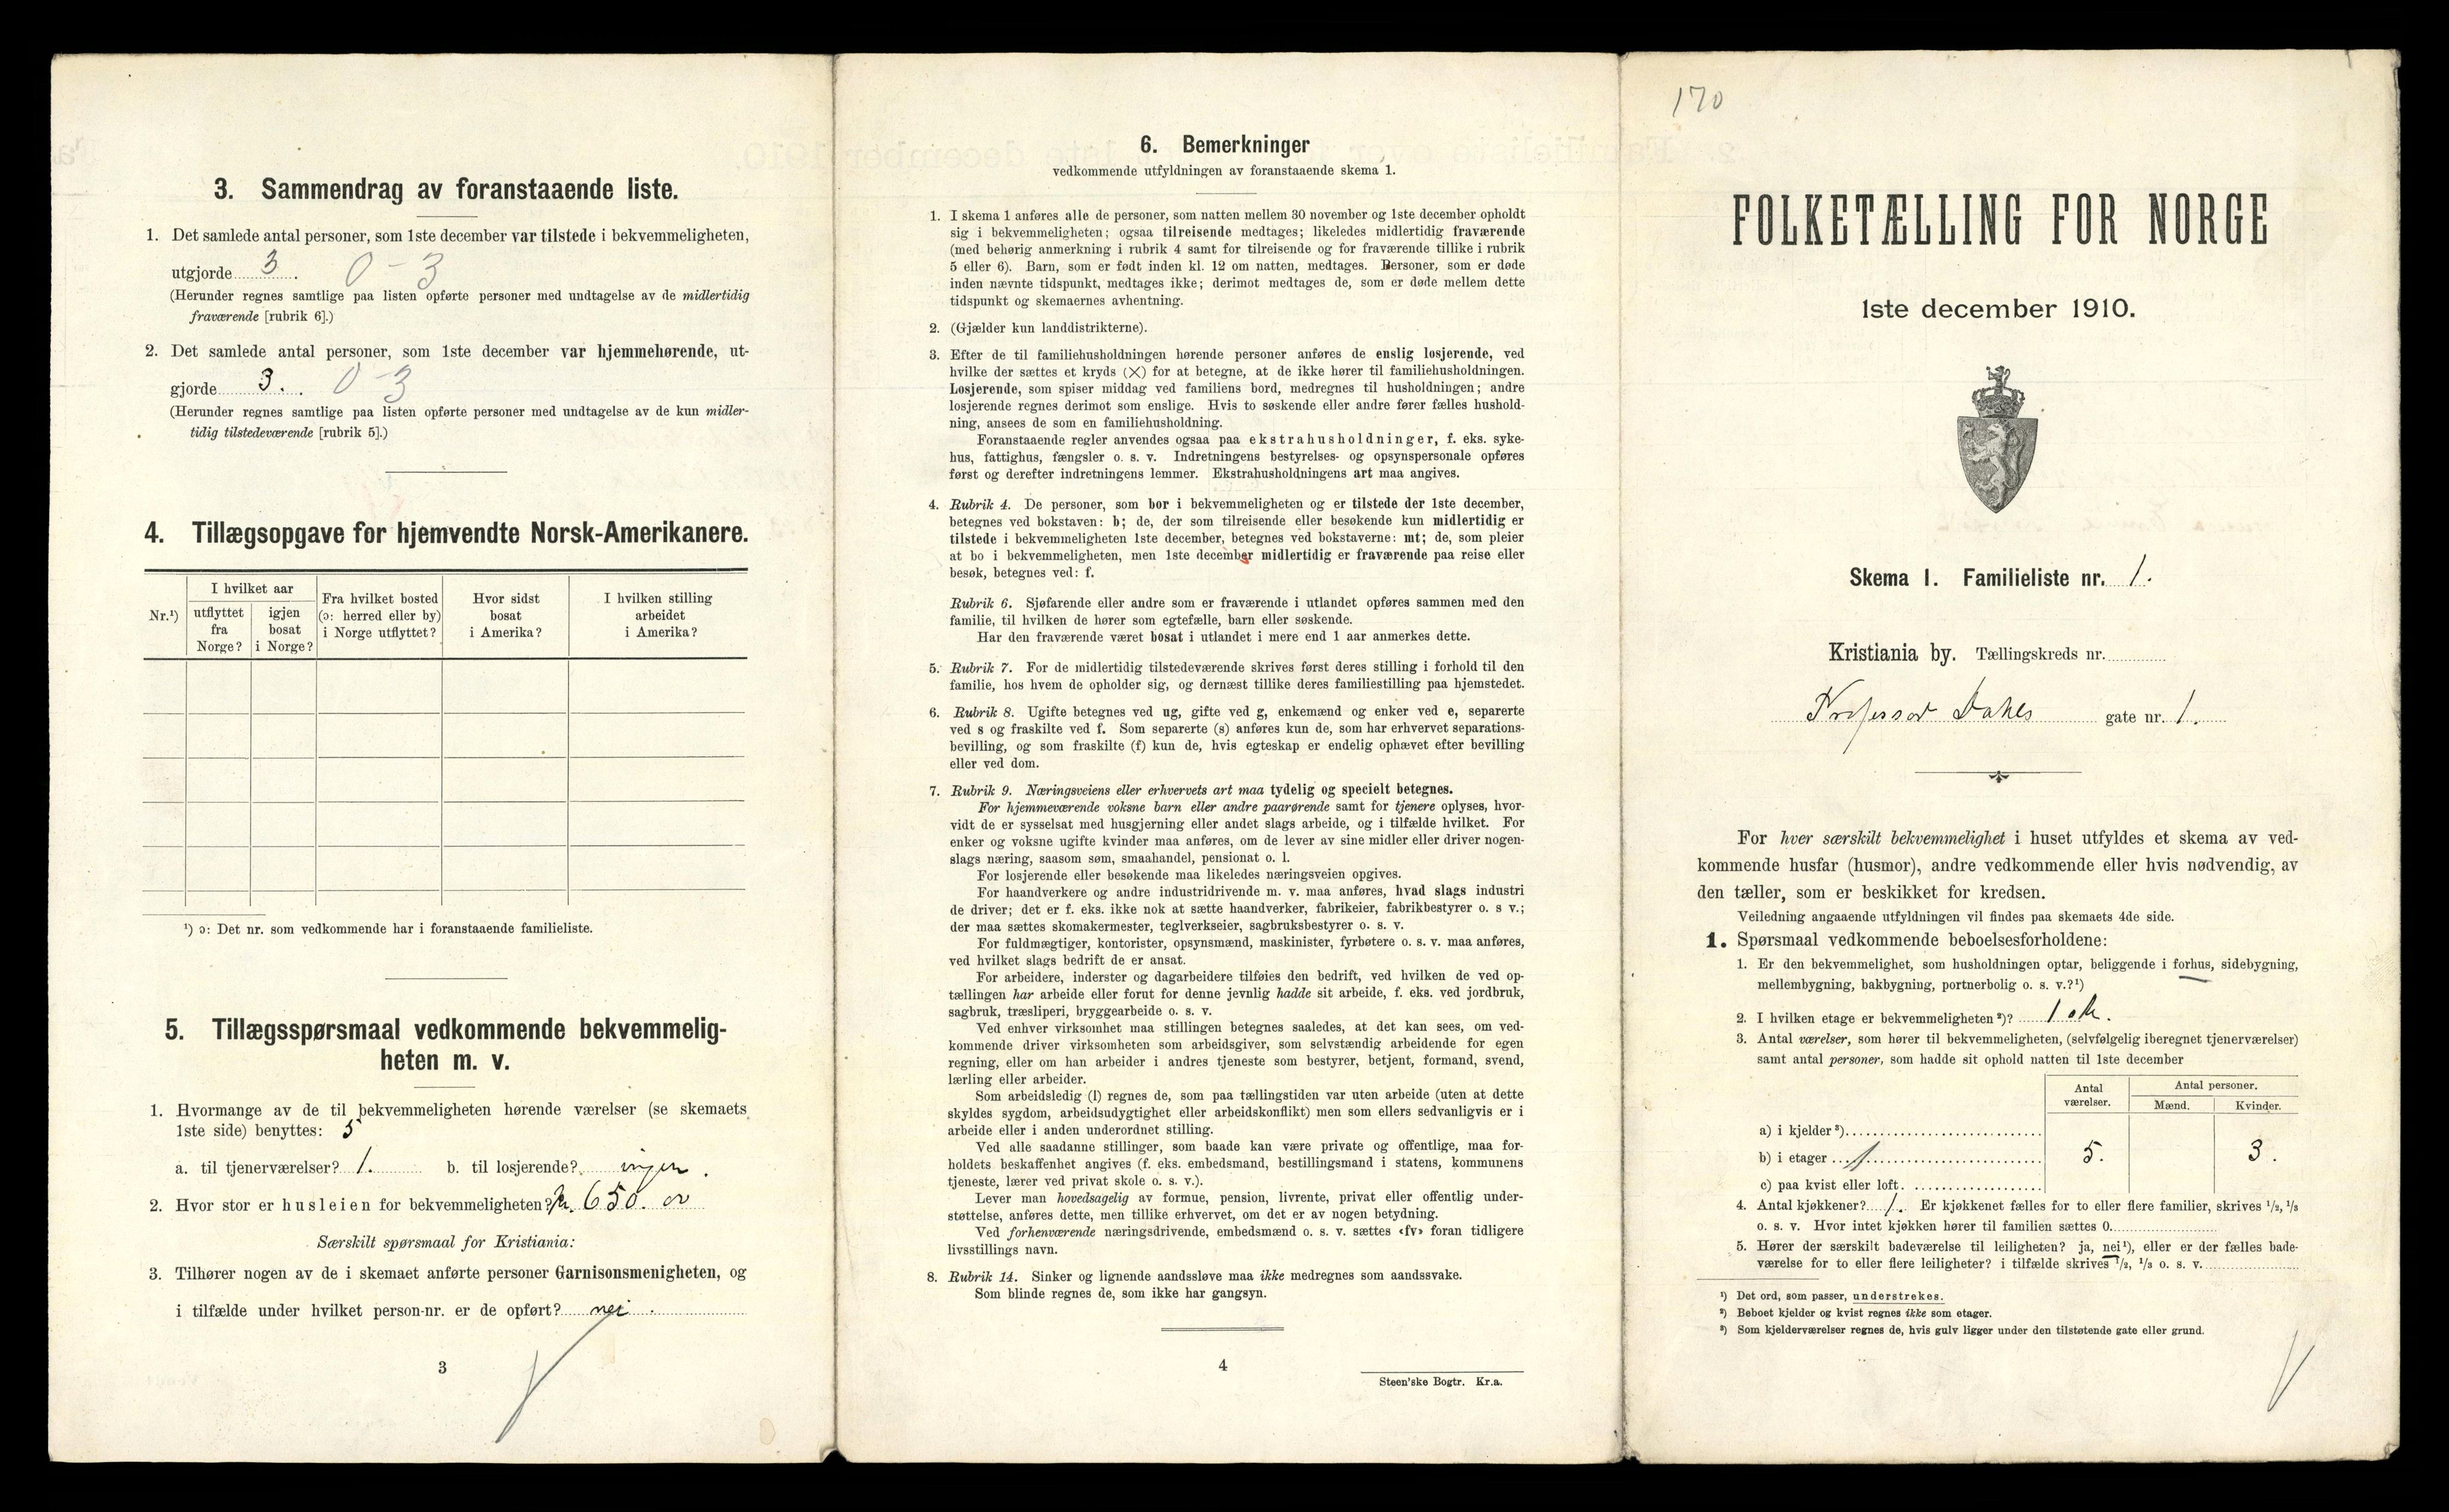 3. Sammendrag av foranstaaende liste.
1. Det samlede antal personer, som 1ste december var tilstede i bekvemmeligheten,
utgjorde 3. 0-3
(Herunder regnes samtlige paa listen opførte personer med undtagelse av de midlertidig
fraværende [rubrik 6].)
2. Det samlede antal personer, som 1ste december var hjemmehørende, ut-
gjorde 3. 0-3
(Herunder regnes samtlige paa listen opførte personer med undtagelse av de kun midler-
tidig tilstedeværende [rubrik 5].)
4. Tillægsopgave for hjemvendte Norsk-Amerikanere.
Nr.¹)
I hvilket aar
utflyttet
fra
Norge?
igjen
bosat
i Norge?
Fra hvilket bosted
(ɔ: herred eller by)
i Norge utflyttet?
Hvor sidst
bosat
i Amerika?
I hvilken stilling
arbeidet
i Amerika?
¹) ɔ: Det nr. som vedkommende har i foranstaaende familieliste.
5. Tillægsspørsmaal vedkommende bekvemmelig-
heten m. v.
1. Hvormange av de til bekvemmeligheten hørende værelser (se skemaets
1ste side) benyttes: 5
a. til tjenerværelser? 1. b. til losjerende? ingen.
2. Hvor stor er husleien for bekvemmeligheten? kr. 650.
Særskilt spørsmaal for Kristiania:
3. Tilhører nogen av de i skemaet anførte personer Garnisonsmenigheten, og
i tilfælde under hvilket person-nr. er de opført? nei.
3
6. Bemerkninger
vedkommende utfyldningen av foranstaaende skema 1.
1. I skema 1 anføres alle de personer, som natten mellem 30 november og 1ste december opholdt
sig i bekvemmeligheten; ogsaa tilreisende medtages; likeledes midlertidig fraværende
(med behørig anmerkning i rubrik 4 samt for tilreisende og for fraværende tillike i rubrik
5 eller 6). Barn, som er født inden kl. 12 om natten, medtages. Personer, som er døde
inden nævnte tidspunkt, medtages ikke; derimot medtages de, som er døde mellem dette
tidspunkt og skemaernes avhentning.
2. (Gjælder kun landdistrikterne).
3. Efter de til familiehusholdningen hørende personer anføres de enslig losjerende, ved
hvilke der sættes et kryds (×) for at betegne, at de ikke hører til familiehusholdningen.
Losjerende, som spiser middag ved familiens bord, medregnes til husholdningen; andre
losjerende regnes derimot som enslige. Hvis to søskende eller andre fører fælles hushold-
ning, ansees de som en familiehusholdning.
Foranstaaende regler anvendes ogsaa paa ekstrahusholdninger, f. eks. syke-
hus, fattighus, fængsler o. s. v. Indretningens bestyrelses- og opsynspersonale opføres
først og derefter indretningens lemmer. Ekstrahusholdningens art maa angives.
4. Rubrik 4. De personer, som bor i bekvemmeligheten og er tilstede der 1ste december,
betegnes ved bokstaven: b; de, der som tilreisende eller besøkende kun midlertidig er
tilstede i bekvemmeligheten 1ste december, betegnes ved bokstaverne: mt; de, som pleier
at bo i bekvemmeligheten, men 1ste december midlertidig er fraværende paa reise eller
besøk, betegnes ved: f.
Rubrik 6. Sjøfarende eller andre som er fraværende i utlandet opføres sammen med den
familie, til hvilken de hører som egtefælle, barn eller søskende.
Har den fraværende været bosat i utlandet i mere end 1 aar anmerkes dette.
5. Rubrik 7. For de midlertidig tilstedeværende skrives først deres stilling i forhold til den
familie, hos hvem de opholder sig, og dernæst tillike deres familiestilling paa hjemstedet.
6. Rubrik 8. Ugifte betegnes ved ug, gifte ved g, enkemænd og enker ved e, separerte
ved s og fraskilte ved f. Som separerte (s) anføres kun de, som har erhvervet separations-
bevilling, og som fraskilte (f) kun de, hvis egteskap er endelig ophævet efter bevilling
eller ved dom.
7. Rubrik 9. Næringsveiens eller erhvervets art maa tydelig og specielt betegnes.
For hjemmeværende voksne barn eller andre paarørende samt for tjenere oplyses, hvor-
vidt de er sysselsat med husgjerning eller andet slags arbeide, og i tilfælde hvilket. For
enker og voksne ugifte kvinder maa anføres, om de lever av sine midler eller driver nogen-
slags næring, saasom søm, smaahandel, pensionat o. l.
For losjerende eller besøkende maa likeledes næringsveien opgives.
For haandverkere og andre industridrivende m. v. maa anføres, hvad slags industri
de driver; det er f. eks. ikke nok at sætte haandverker, fabrikeier, fabrikbestyrer o. s v.;
der maa sættes skomakermester, teglverkseier, sagbruksbestyrer o. s. v.
For fuldmægtiger, kontorister, opsynsmænd, maskinister, fyrbøtere o. s. v. maa anføres,
ved hvilket slags bedrift de er ansat.
For arbeidere, inderster og dagarbeidere tilføies den bedrift, ved hvilken de ved op-
tællingen har arbeide eller forut for denne jevnlig hadde sit arbeide, f. eks. ved jordbruk,
sagbruk, træsliperi, bryggearbeide o. s. v.
Ved enhver virksomhet maa stillingen betegnes saaledes, at det kan sees, om ved-
kommende driver virksomheten som arbeidsgiver, som selvstændig arbeidende for egen
regning, eller om han arbeider i andres tjeneste som bestyrer, betjent, formand, svend,
lærling eller arbeider.
Som arbeidsledig (l) regnes de, som paa tællingstiden var uten arbeide (uten at dette
skyldes sygdom, arbeidsudygtighet eller arbeidskonflikt) men som ellers sedvanligvis er i
arbeide eller i anden underordnet stilling.
Ved alle saadanne stillinger, som baade kan være private og offentlige, maa for-
holdets beskaffenhet angives (f. eks. embedsmand, bestillingsmand i statens, kommunens
tjeneste, lærer ved privat skole o. s. v.).
Lever man hovedsagelig av formue, pension, livrente, privat eller offentlig under-
støttelse, anføres dette, men tillike erhvervet, om det er av nogen betydning.
Ved forhenværende næringsdrivende, embedsmænd o. s. v. sættes «fv» foran tidligere
livsstillings navn.
8. Rubrik 14. Sinker og lignende aandssløve maa ikke medregnes som aandssvake.
Som blinde regnes de, som ikke har gangsyn.
4
Steen'ske Bogtr. Kr.a.
170
FOLKETÆLLING FOR NORGE
1ste december 1910.
Skema 1. Familieliste nr. 1.
Kristiania by. Tællingskreds nr.
Professor Dahls gate nr. 1.
For hver særskilt bekvemmelighet i huset utfyldes et skema av ved-
kommende husfar (husmor), andre vedkommende eller hvis nødvendig, av
den tæller, som er beskikket for kredsen.
Veiledning angaaende utfyldningen vil findes paa skemaets 4de side.
1. Spørsmaal vedkommende beboelsesforholdene:
1. Er den bekvemmelighet, som husholdningen optar, beliggende i forhus, sidebygning,
mellembygning, bakbygning, portnerbolig o. s. v.?¹)
2. I hvilken etage er bekvemmeligheten²)? 1ste.
3. Antal værelser, som hører til bekvemmeligheten, (selvfølgelig iberegnet tjenerværelser)
samt antal personer, som hadde sit ophold natten til 1ste december
Antal
værelser.
Antal personer.
Mænd. Kvinder.
a) i kjelder³)
b) i etager 1 5. 3.
c) paa kvist eller loft.
4. Antal kjøkkener? 1. Er kjøkkenet fælles for to eller flere familier, skrives ¹/₂, ¹/₃
o. s. v. Hvor intet kjøkken hører til familien sættes 0.
5. Hører der særskilt badeværelse til leiligheten? ja, nei¹), eller er der fælles bade-
værelse for to eller flere leiligheter? i tilfælde skrives ¹/₂, ¹/₃ o. s. v.
¹) Det ord, som passer, understrekes.
²) Beboet kjelder og kvist regnes ikke som etager.
³) Som kjelderværelser regnes de, hvis gulv ligger under den tilstøtende gate eller grund.